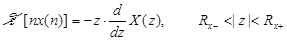 𝒵[nx(n)] = -z · d/dz X(z),  R_{x-} <| z |< R_{x+}